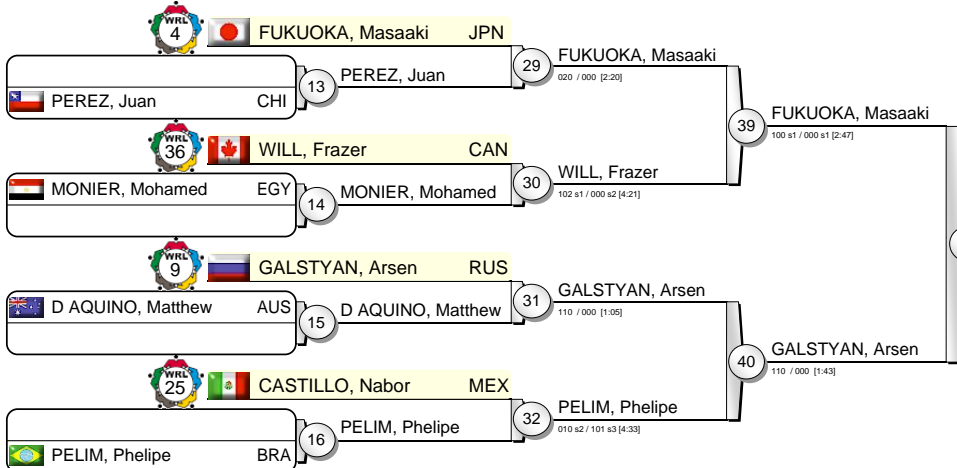 WRL
4
FUKUOKA, Masaaki JPN
29
FUKUOKA, Masaaki
020 / 000 [2:20]
13
PEREZ, Juan
PEREZ, Juan CHI
39
FUKUOKA, Masaaki
100 s1 / 000 s1 [2:47]
WRL
36
WILL, Frazer CAN
30
WILL, Frazer
102 s1 / 000 s2 [4:21]
MONIER, Mohamed EGY
14
MONIER, Mohamed
WRL
9
GALSTYAN, Arsen RUS
31
GALSTYAN, Arsen
110 / 000 [1:05]
D AQUINO, Matthew AUS
15
D AQUINO, Matthew
40
GALSTYAN, Arsen
110 / 000 [1:43]
WRL
25
CASTILLO, Nabor MEX
32
PELIM, Phelipe
010 s2 / 101 s3 [4:33]
16
PELIM, Phelipe
PELIM, Phelipe BRA